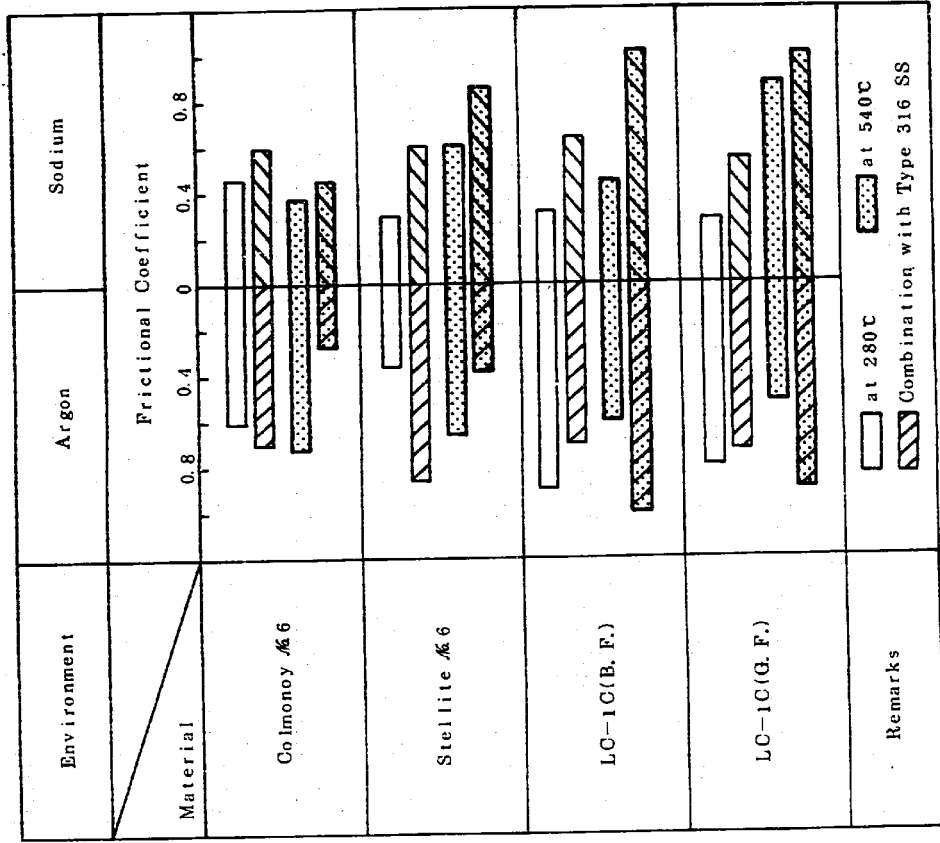 Environment
Argon
Sodium
Material
Frictional Coefficient
0.8
0.4
0
0.4
0.8
Colmonoy №6
Stellite №6
LC-1C(B. F.)
LC-1C(G. F.)
Remarks
at 280℃
at 540℃
Combination with Type 316 SS